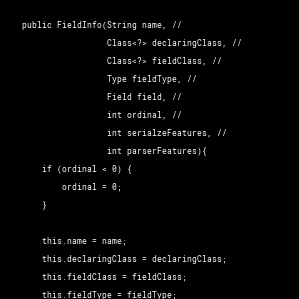 public FieldInfo(String name, //
Class<?> declaringClass, //
Class<?> fieldClass, //
Type fieldType, //
Field field, //
int ordinal, //
int serialzeFeatures, //
int parserFeatures){
if (ordinal < 0) {
ordinal = 0;
}
this.name = name;
this.declaringClass = declaringClass;
this.fieldClass = fieldClass;
this.fieldType = fieldType;